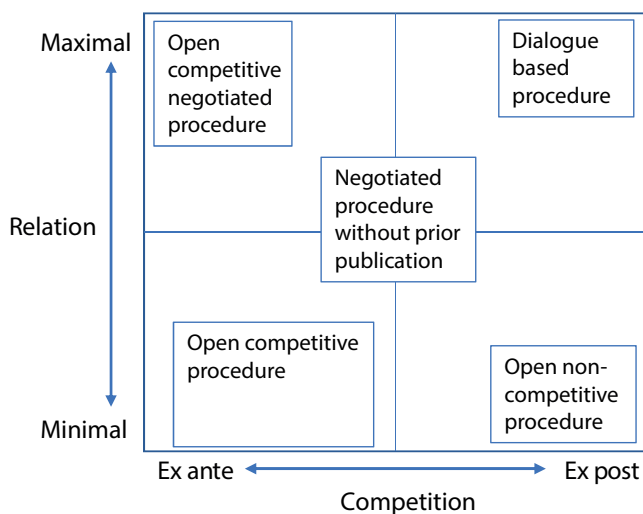 Maximal
Open
competitive
negotiated
procedure
Dialogue
based
procedure
Relation
Negotiated
procedure
without prior
publication
Open competitive
procedure
Open non-
competitive
procedure
Minimal
Ex ante
Ex post
Competition